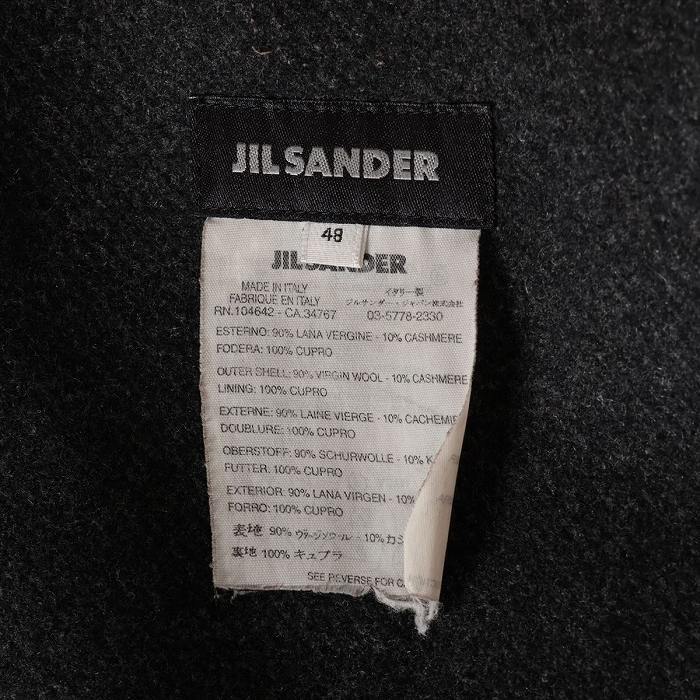 JIL SANDER
48
JIL SANDER
MADE IN ITALY
FABRIQUE EN ITALY
RN.104642 - CA.34767
イタリー製
ジルサンダー・ジャパン株式会社
03-5778-2330
ESTERNO: 90% LANA VERGINE - 10% CASHMERE
FODERA: 100% CUPRO
OUTER SHELL: 90% VIRGIN WOOL - 10% CASHMERE
LINING: 100% CUPRO
EXTERNE: 90% LAINE VIERGE - 10% CACHEMIRE
DOUBLURE: 100% CUPRO
OBERSTOFF: 90% SCHURWOLLE - 10%
FUTTER: 100% CUPRO
EXTERIOR: 90% LANA VIRGEN - 10%
FORRO: 100% CUPRO
表地 90% ヴァージンウール - 10%
裏地 100% キュプラ
SEE REVERSE FOR